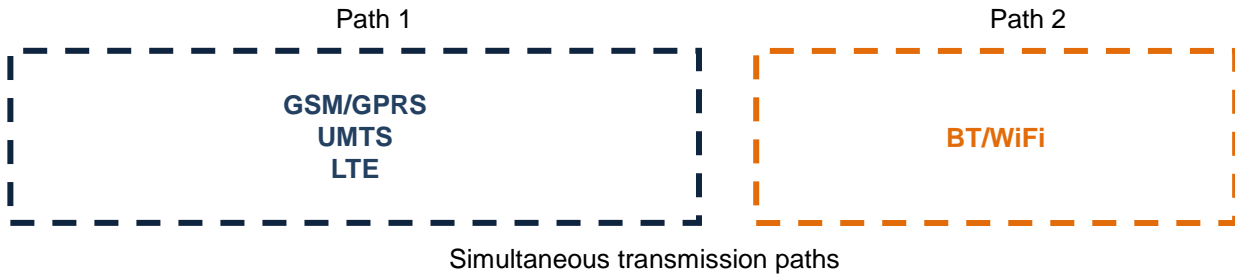 Path 1
Path 2
GSM/GPRS
UMTS
LTE
BT/WiFi
Simultaneous transmission paths